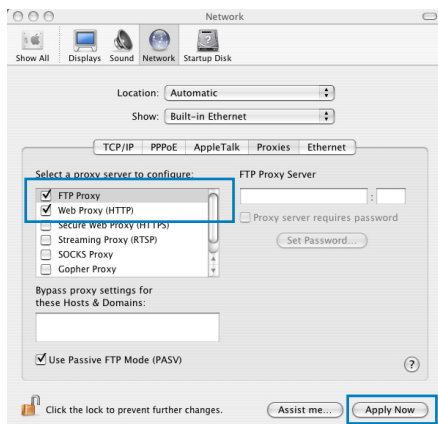 Network
Show All Displays Sound Network Startup Disk
Location: Automatic
Show: Built-in Ethernet
TCP/IP PPPoE AppleTalk Proxies Ethernet
Select a proxy server to configure: FTP Proxy Server
FTP Proxy :
Web Proxy (HTTP) Proxy server requires password
Secure Web Proxy (HTTPS)
Streaming Proxy (RTSP) Set Password...
SOCKS Proxy
Gopher Proxy
Bypass proxy settings for
these Hosts & Domains:
Use Passive FTP Mode (PASV) ?
Click the lock to prevent further changes. Assist me... Apply Now